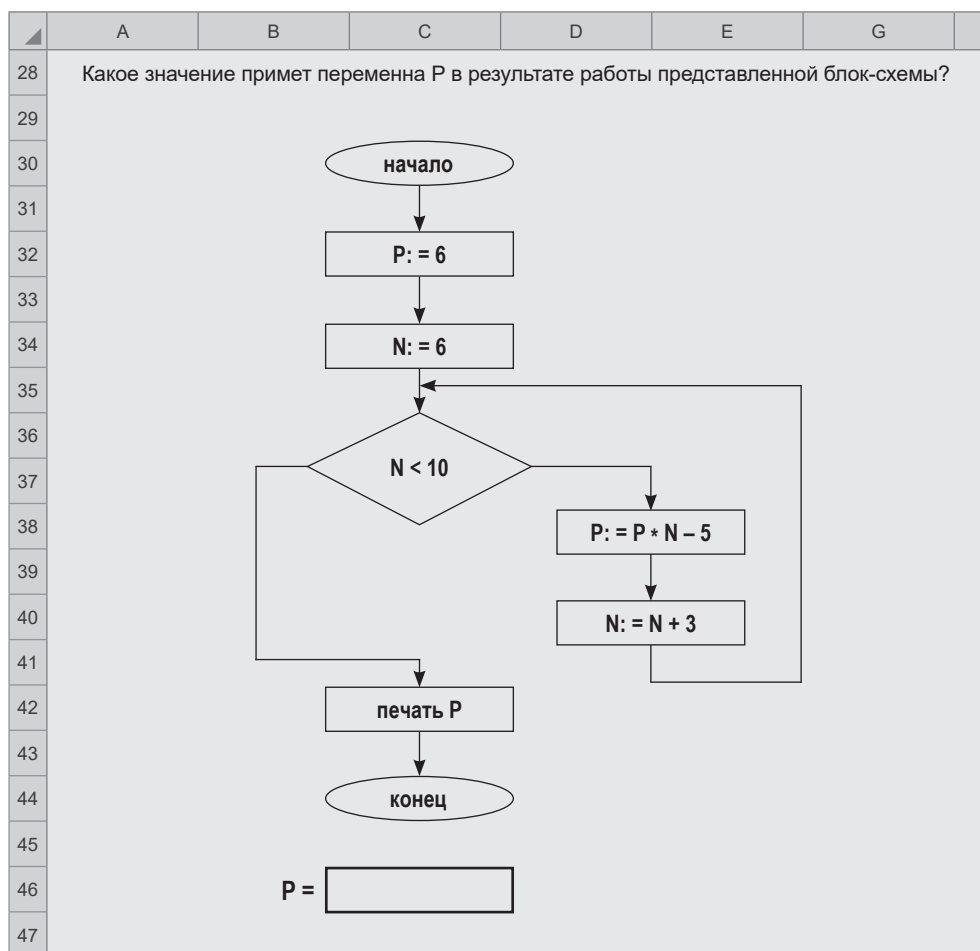 A B C D E G
28 Какое значение примет переменна P в результате работы представленной блок-схемы?
29
30 начало
31
32 P: = 6
33
34 N: = 6
35
36
N < 10
37
38 P: = P * N – 5
39
40 N: = N + 3
41
42 печать P
43
44 конец
45
46 P =
47